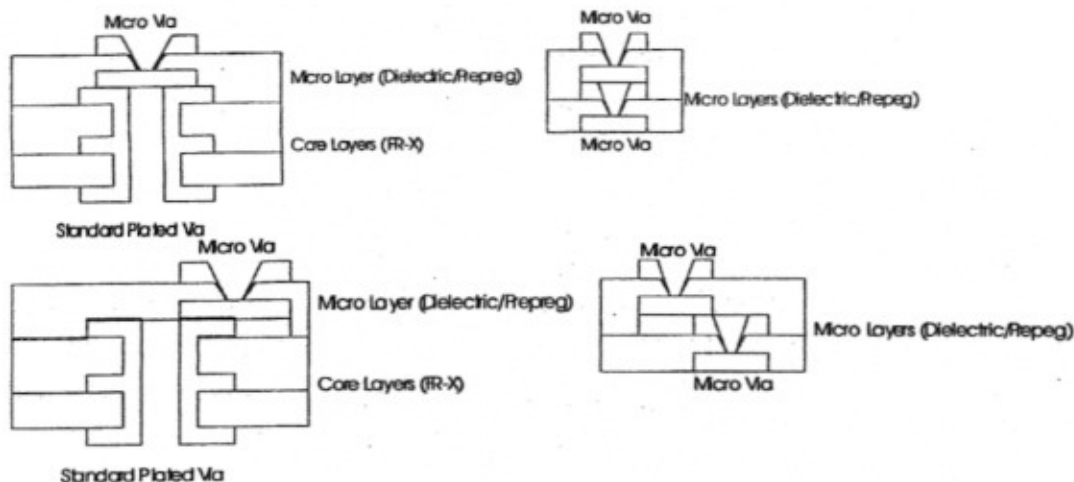 Micro Via
Micro Layer (Dielectric/Repreg)
Core Layers (FR-X)
Standard Plated Via
Micro Via
Micro Layers (Dielectric/Repeg)
Micro Via
Micro Via
Micro Layer (Dielectric/Prepreg)
Core Layers (FR-X)
Standard Plated Via
Micro Via
Micro Layers (Dielectric/Repeg)
Micro Via